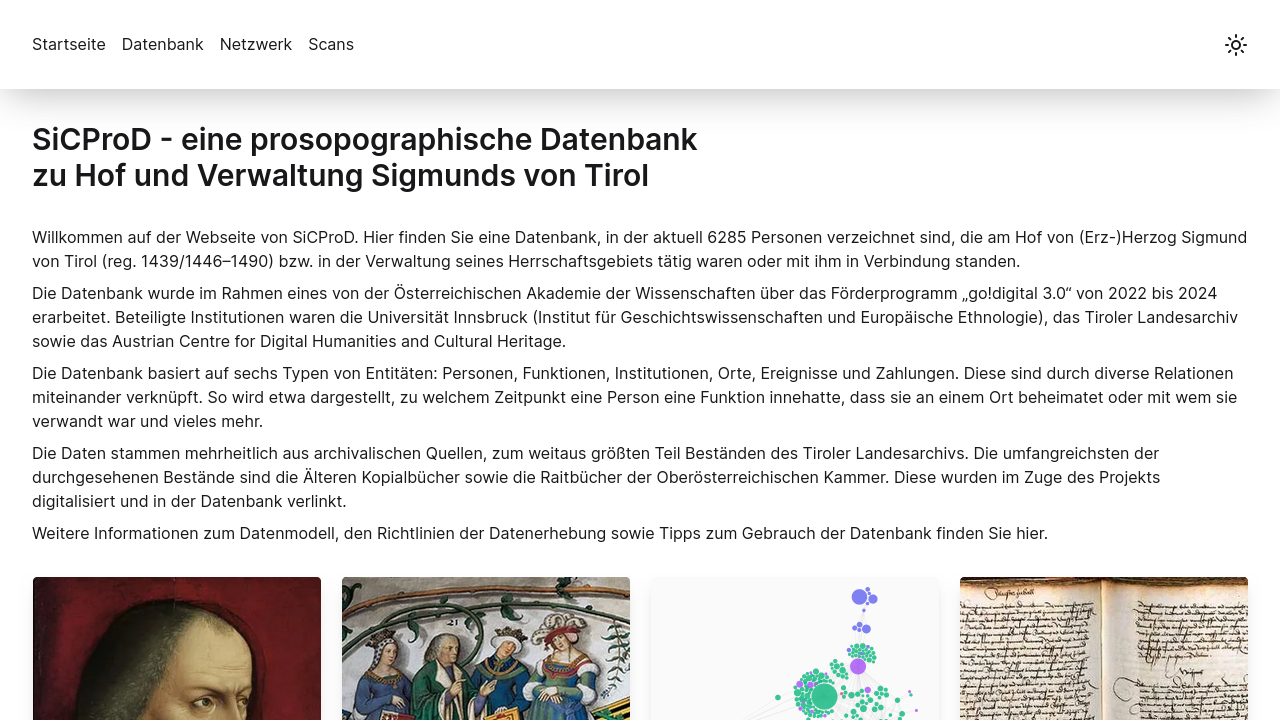 Startseite Datenbank Netzwerk Scans
SiCProD - eine prosopographische Datenbank
zu Hof und Verwaltung Sigmunds von Tirol
Willkommen auf der Webseite von SiCProD. Hier finden Sie eine Datenbank, in der aktuell 6285 Personen verzeichnet sind, die am Hof von (Erz-)Herzog Sigmund
von Tirol (reg. 1439/1446–1490) bzw. in der Verwaltung seines Herrschaftsgebiets tätig waren oder mit ihm in Verbindung standen.
Die Datenbank wurde im Rahmen eines von der Österreichischen Akademie der Wissenschaften über das Förderprogramm „go!digital 3.0“ von 2022 bis 2024
erarbeitet. Beteiligte Institutionen waren die Universität Innsbruck (Institut für Geschichtswissenschaften und Europäische Ethnologie), das Tiroler Landesarchiv
sowie das Austrian Centre for Digital Humanities and Cultural Heritage.
Die Datenbank basiert auf sechs Typen von Entitäten: Personen, Funktionen, Institutionen, Orte, Ereignisse und Zahlungen. Diese sind durch diverse Relationen
miteinander verknüpft. So wird etwa dargestellt, zu welchem Zeitpunkt eine Person eine Funktion innehatte, dass sie an einem Ort beheimatet oder mit wem sie
verwandt war und vieles mehr.
Die Daten stammen mehrheitlich aus archivalischen Quellen, zum weitaus größten Teil Beständen des Tiroler Landesarchivs. Die umfangreichsten der
durchgesehenen Bestände sind die Älteren Kopialbücher sowie die Raitbücher der Oberösterreichischen Kammer. Diese wurden im Zuge des Projekts
digitalisiert und in der Datenbank verlinkt.
Weitere Informationen zum Datenmodell, den Richtlinien der Datenerhebung sowie Tipps zum Gebrauch der Datenbank finden Sie hier.
21